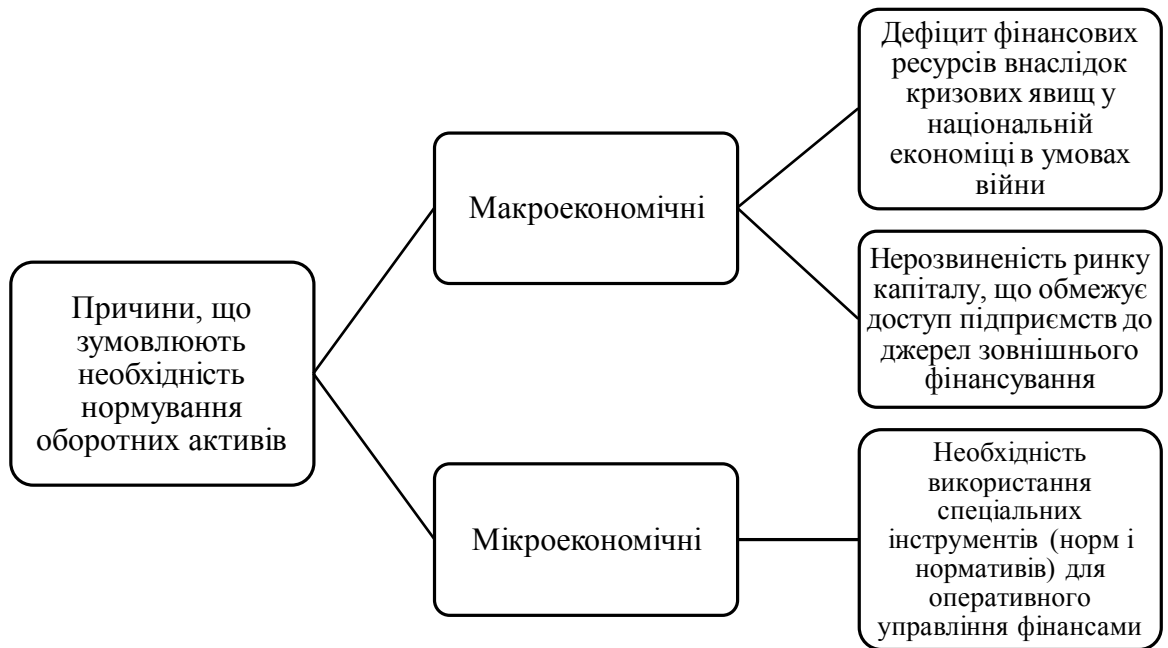 Причини, що
зумовлюють
необхідність
нормування
оборотних активів
Макроекономічні
Дефіцит фінансових
ресурсів внаслідок
кризових явищ у
національній
економіці в умовах
війни
Нерозвиненість ринку
капіталу, що обмежує
доступ підприємств до
джерел зовнішнього
фінансування
Мікроекономічні
Необхідність
використання
спеціальних
інструментів (норм і
нормативів) для
оперативного
управління фінансами